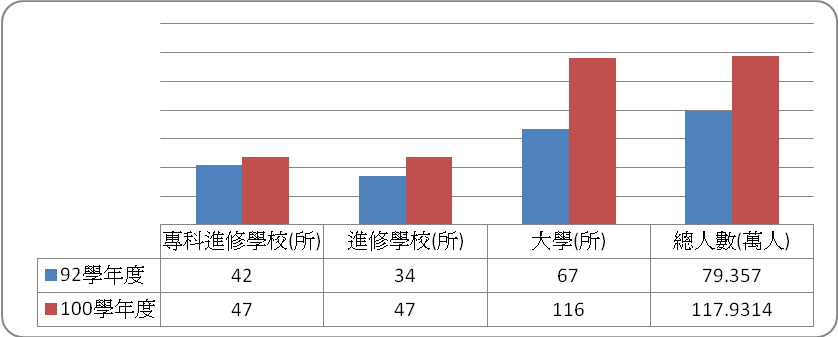 專科進修學校(所) 進修學校(所) 大學(所) 總人數(萬人)
92學年度 42 34 67 79.357
100學年度 47 47 116 117.9314